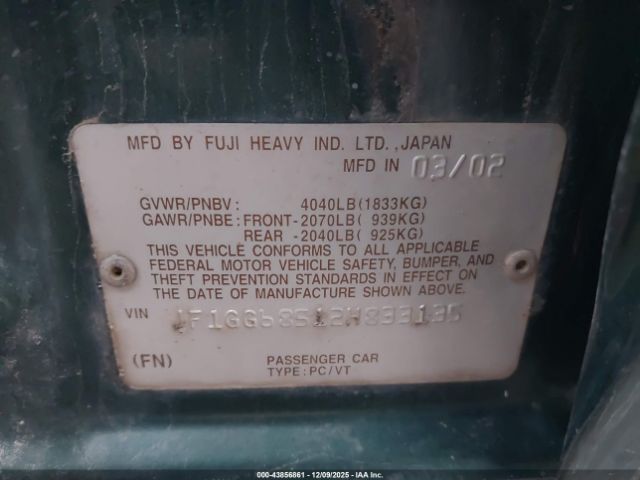 MFD BY FUJI HEAVY IND. LTD.,JAPAN
MFD IN 03/02
GVWR/PNBV: 4040LB(1833KG)
GAWR/PNBE: FRONT-2070LB( 939KG)
REAR -2040LB( 925KG)
THIS VEHICLE CONFORMS TO ALL APPLICABLE
FEDERAL MOTOR VEHICLE SAFETY, BUMPER, AND
THEFT PREVENTION STANDARDS IN EFFECT ON
THE DATE OF MANUFACTURE SHOWN ABOVE.
VIN JF1GG68512H833135
(FN) PASSENGER CAR
TYPE: PC/VT
000-43856861 - 12/09/2025 - IAA Inc.